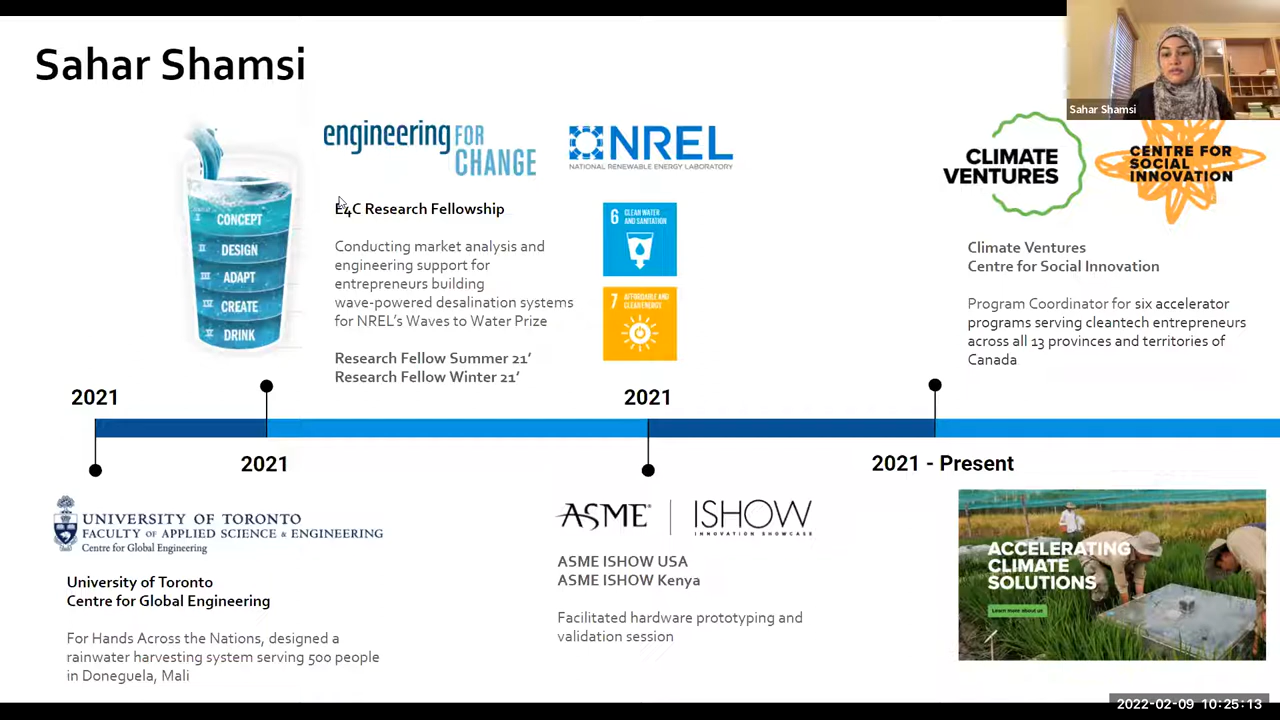 Sahar Shamsi
Sahar Shamsi
engineering FOR
CHANGE
NREL
NATIONAL RENEWABLE ENERGY LABORATORY
CLIMATE
VENTURES
CENTRE FOR
SOCIAL
INNOVATION
I CONCEPT
II DESIGN
III ADAPT
IV CREATE
V DRINK
E4C Research Fellowship
Conducting market analysis and
engineering support for
entrepreneurs building
wave-powered desalination systems
for NREL's Waves to Water Prize
Research Fellow Summer 21'
Research Fellow Winter 21'
6 CLEAN WATER
AND SANITATION
7 AFFORDABLE AND
CLEAN ENERGY
Climate Ventures
Centre for Social Innovation
Program Coordinator for six accelerator
programs serving cleantech entrepreneurs
across all 13 provinces and territories of
Canada
2021
2021
2021
2021 - Present
UNIVERSITY OF TORONTO
FACULTY OF APPLIED SCIENCE & ENGINEERING
Centre for Global Engineering
University of Toronto
Centre for Global Engineering
For Hands Across the Nations, designed a
rainwater harvesting system serving 500 people
in Doneguela, Mali
ASME | ISHOW
INNOVATION SHOWCASE
ASME ISHOW USA
ASME ISHOW Kenya
Facilitated hardware prototyping and
validation session
ACCELERATING
CLIMATE
SOLUTIONS
Learn more about us
2022-02-09 10:25:13